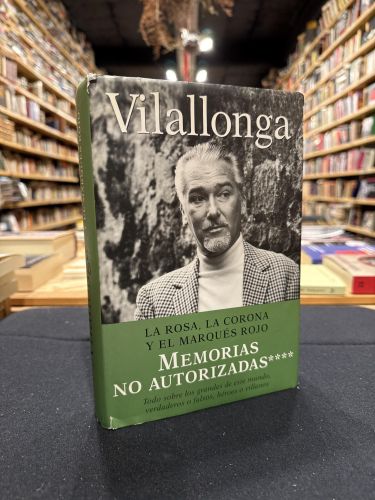 Vilallonga
LA ROSA, LA CORONA
Y EL MARQUÉS ROJO
MEMORIAS
NO AUTORIZADAS****
Todo sobre los grandes de este mundo,
verdaderos o falsos, héroes o villanos